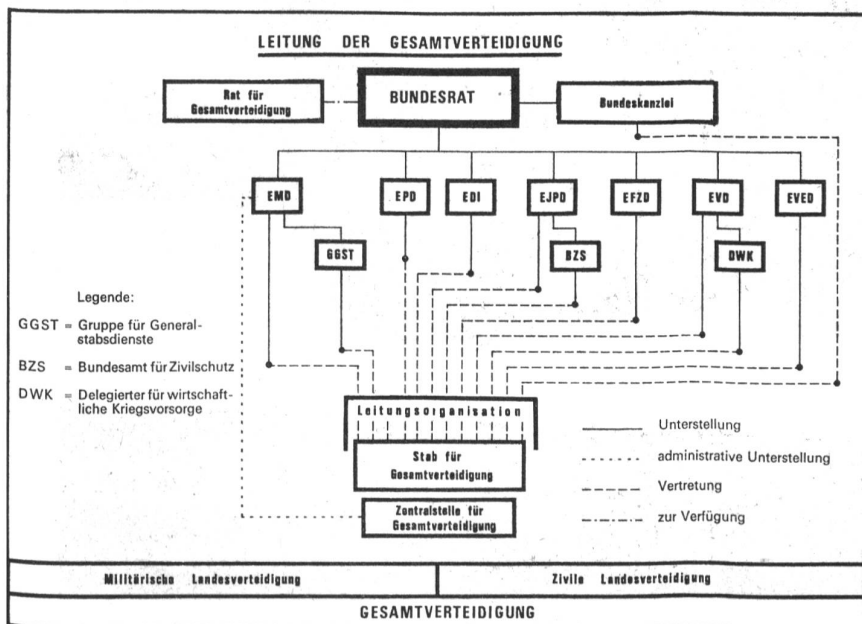 LEITUNG DER GESAMTVERTEIDIGUNG
Rat für
Gesamtverteidigung
BUNDESRAT
Bundeskanzlei
EMD
EPD
EDI
EJPD
EFZD
EVD
EVED
GGST
BZS
DWK
Legende:
GGST = Gruppe für General-
stabsdienste
BZS = Bundesamt für Zivilschutz
DWK = Delegierter für wirtschaft-
liche Kriegsvorsorge
Leitungsorganisation
Stab für
Gesamtverteidigung
Zentralstelle für
Gesamtverteidigung
Unterstellung
administrative Unterstellung
Vertretung
zur Verfügung
Militärische Landesverteidigung
Zivile Landesverteidigung
GESAMTVERTEIDIGUNG